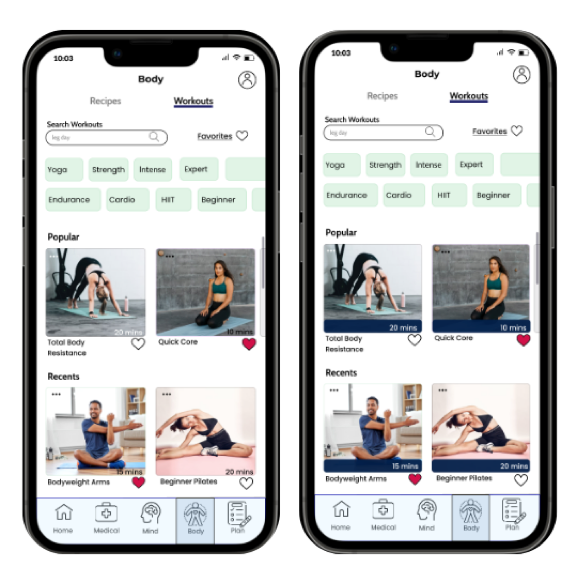 10:03
Body
Recipes Workouts
Search Workouts
leg day
Favorites
Yoga Strength Intense Expert
Endurance Cardio HIIT Beginner
Popular
20 mins 10 mins
Total Body Quick Core
Resistance
Recents
15 mins 20 mins
Bodyweight Arms Beginner Pilates
Home Medical Mind Body Plan
10:03
Body
Recipes Workouts
Search Workouts
leg day
Favorites
Yoga Strength Intense Expert
Endurance Cardio HIIT Beginner
Popular
20 mins 10 mins
Total Body Quick Core
Resistance
Recents
15 mins 20 mins
Bodyweight Arms Beginner Pilates
Home Medical Mind Body Plan